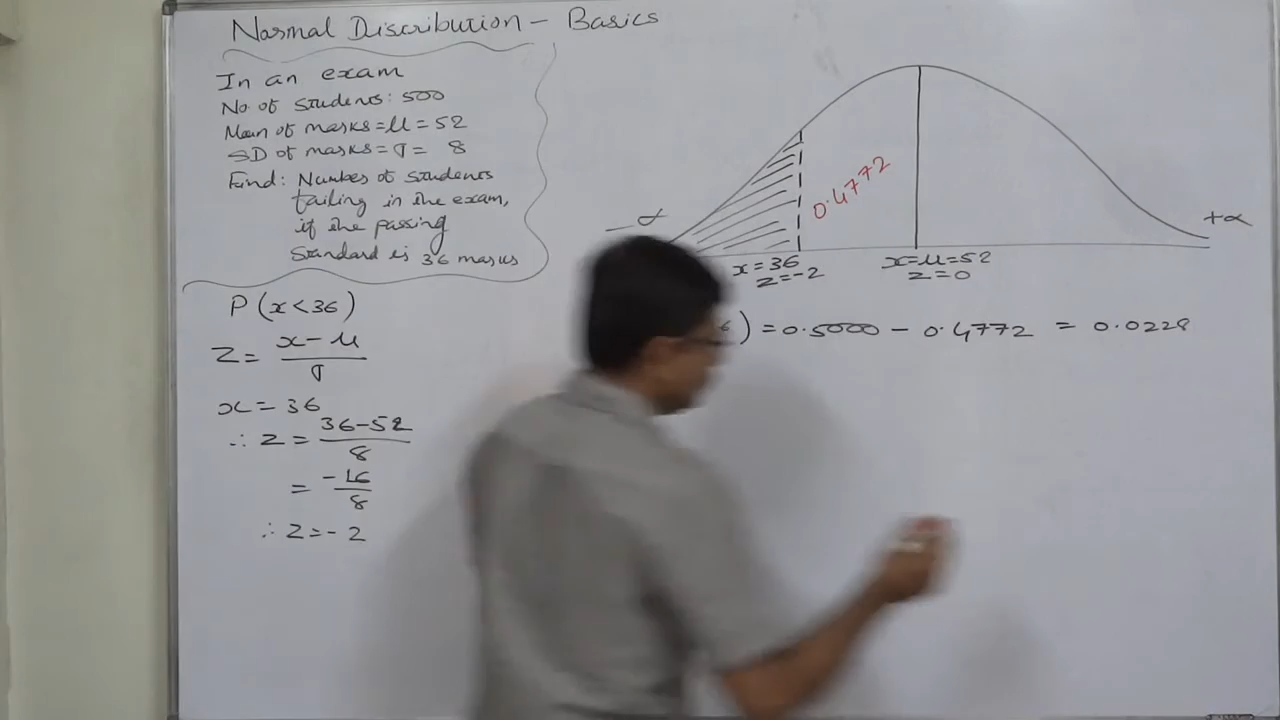 Normal Distribution - Basics
In an exam
No. of students: 500
Mean of marks = μ = 52
SD of marks = σ = 8
Find: Number of students
failing in the exam,
if the passing
standard is 36 marks
P(x<36)
Z = x-μ / σ
x = 36
∴ Z = 36-52 / 8
= -16 / 8
∴ Z = -2
-α
0.4772
+α
x=36
Z=-2
x=μ=52
Z=0
) = 0.5000 - 0.4772 = 0.0228